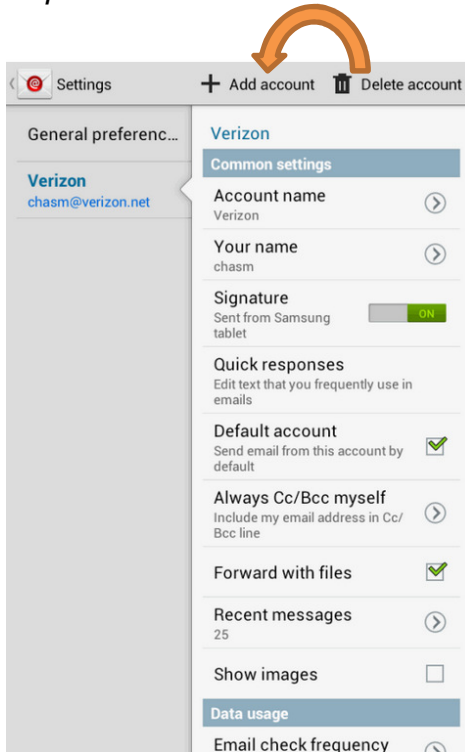 Settings
Add account
Delete account
General preferenc...
Verizon
chasm@verizon.net
Verizon
Common settings
Account name
Verizon
Your name
chasm
Signature
Sent from Samsung
tablet
ON
Quick responses
Edit text that you frequently use in
emails
Default account
Send email from this account by
default
Always Cc/Bcc myself
Include my email address in Cc/
Bcc line
Forward with files
Recent messages
25
Show images
Data usage
Email check frequency